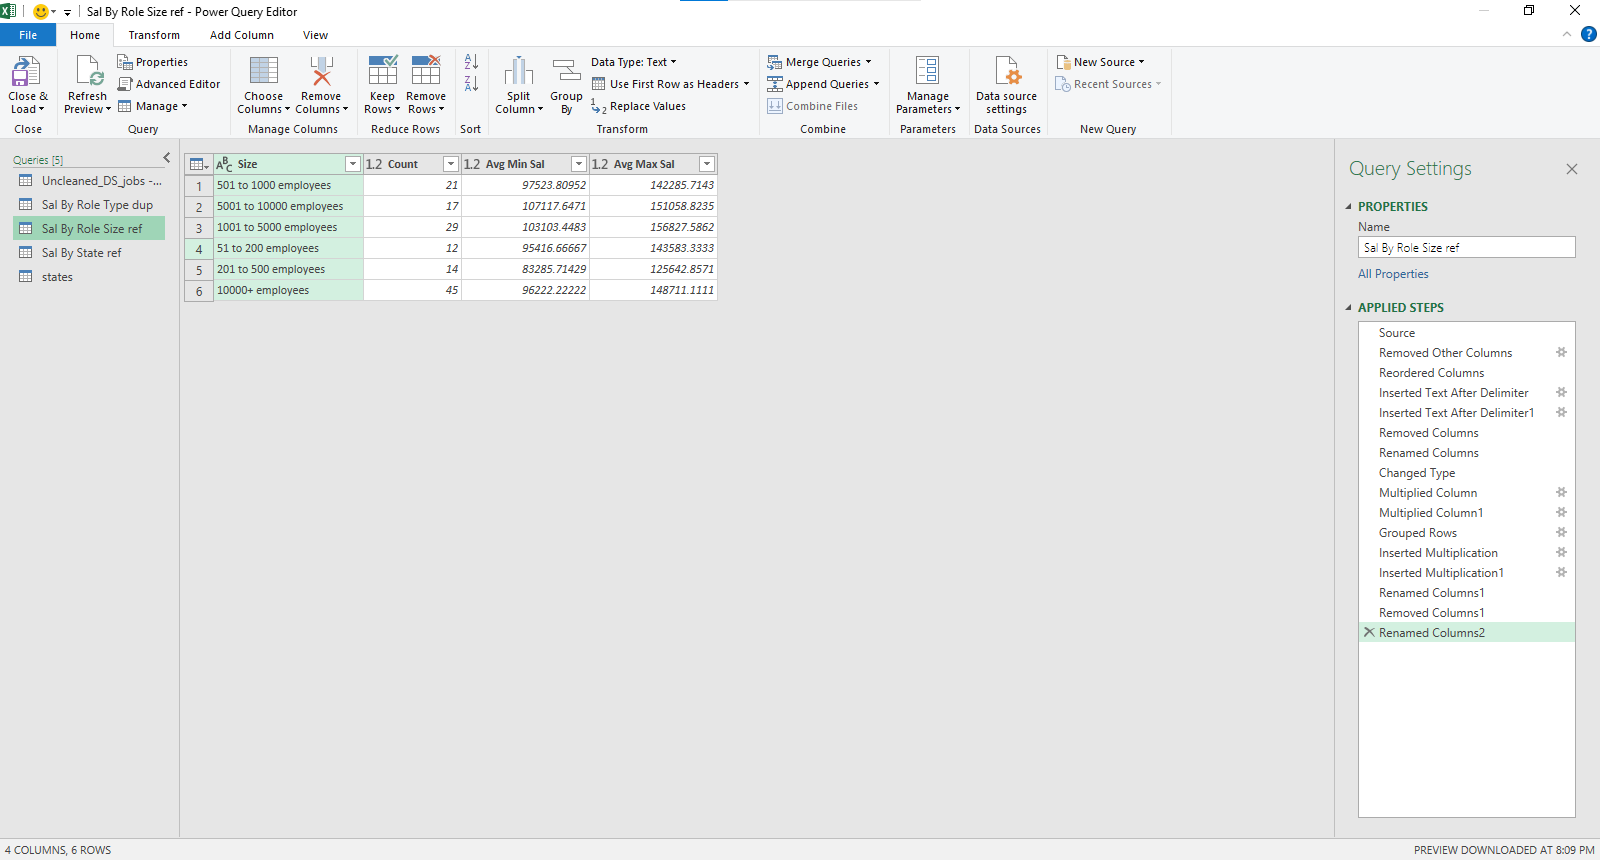 Sal By Role Size ref - Power Query Editor
File Home Transform Add Column View
Close & Load
Close
Refresh Preview
Properties
Advanced Editor
Manage
Query
Choose Columns
Remove Columns
Manage Columns
Keep Rows
Remove Rows
Reduce Rows
Sort
Split Column
Group By
Data Type: Text
Use First Row as Headers
Replace Values
Transform
Merge Queries
Append Queries
Combine Files
Combine
Manage Parameters
Parameters
Data source settings
Data Sources
New Source
Recent Sources
New Query
Queries [5]
Uncleaned_DS_jobs -...
Sal By Role Type dup
Sal By Role Size ref
Sal By State ref
states
ABC Size 1.2 Count 1.2 Avg Min Sal 1.2 Avg Max Sal
1 501 to 1000 employees 21 97523.80952 142285.7143
2 5001 to 10000 employees 17 107117.6471 151058.8235
3 1001 to 5000 employees 29 103103.4483 156827.5862
4 51 to 200 employees 12 95416.66667 143583.3333
5 201 to 500 employees 14 83285.71429 125642.8571
6 10000+ employees 45 96222.22222 148711.1111
Query Settings
PROPERTIES
Name
Sal By Role Size ref
All Properties
APPLIED STEPS
Source
Removed Other Columns
Reordered Columns
Inserted Text After Delimiter
Inserted Text After Delimiter1
Removed Columns
Renamed Columns
Changed Type
Multiplied Column
Multiplied Column1
Grouped Rows
Inserted Multiplication
Inserted Multiplication1
Renamed Columns1
Removed Columns1
Renamed Columns2
4 COLUMNS, 6 ROWS
PREVIEW DOWNLOADED AT 8:09 PM